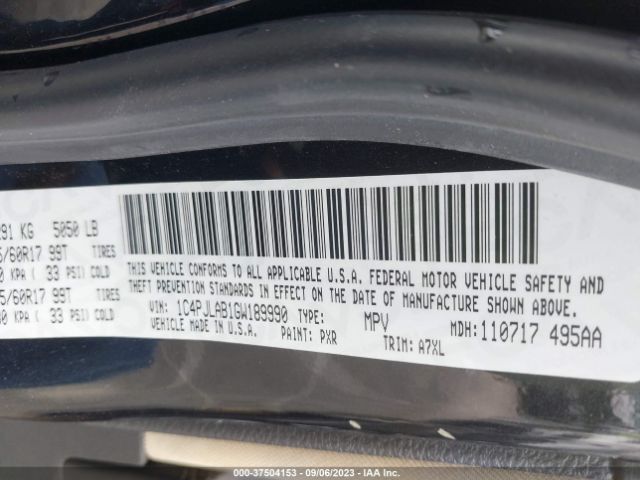 291 KG 5050 LB
5/60R17 99T TIRES
0 KPA ( 33 PSI) COLD
5/60R17 99T TIRES
30 KPA ( 33 PSI) COLD
THIS VEHICLE CONFORMS TO ALL APPLICABLE U.S.A. FEDERAL MOTOR VEHICLE SAFETY AND
THEFT PREVENTION STANDARDS IN EFFECT ON THE DATE OF MANUFACTURE SHOWN ABOVE.
VIN: 1C4PJLAB1GW189990 TYPE: MPV MDH:110717 495AA
VEHICLE MADE IN U.S.A. PAINT: PXR TRIM: A7XL
000-37504153 - 09/06/2023 - IAA Inc.